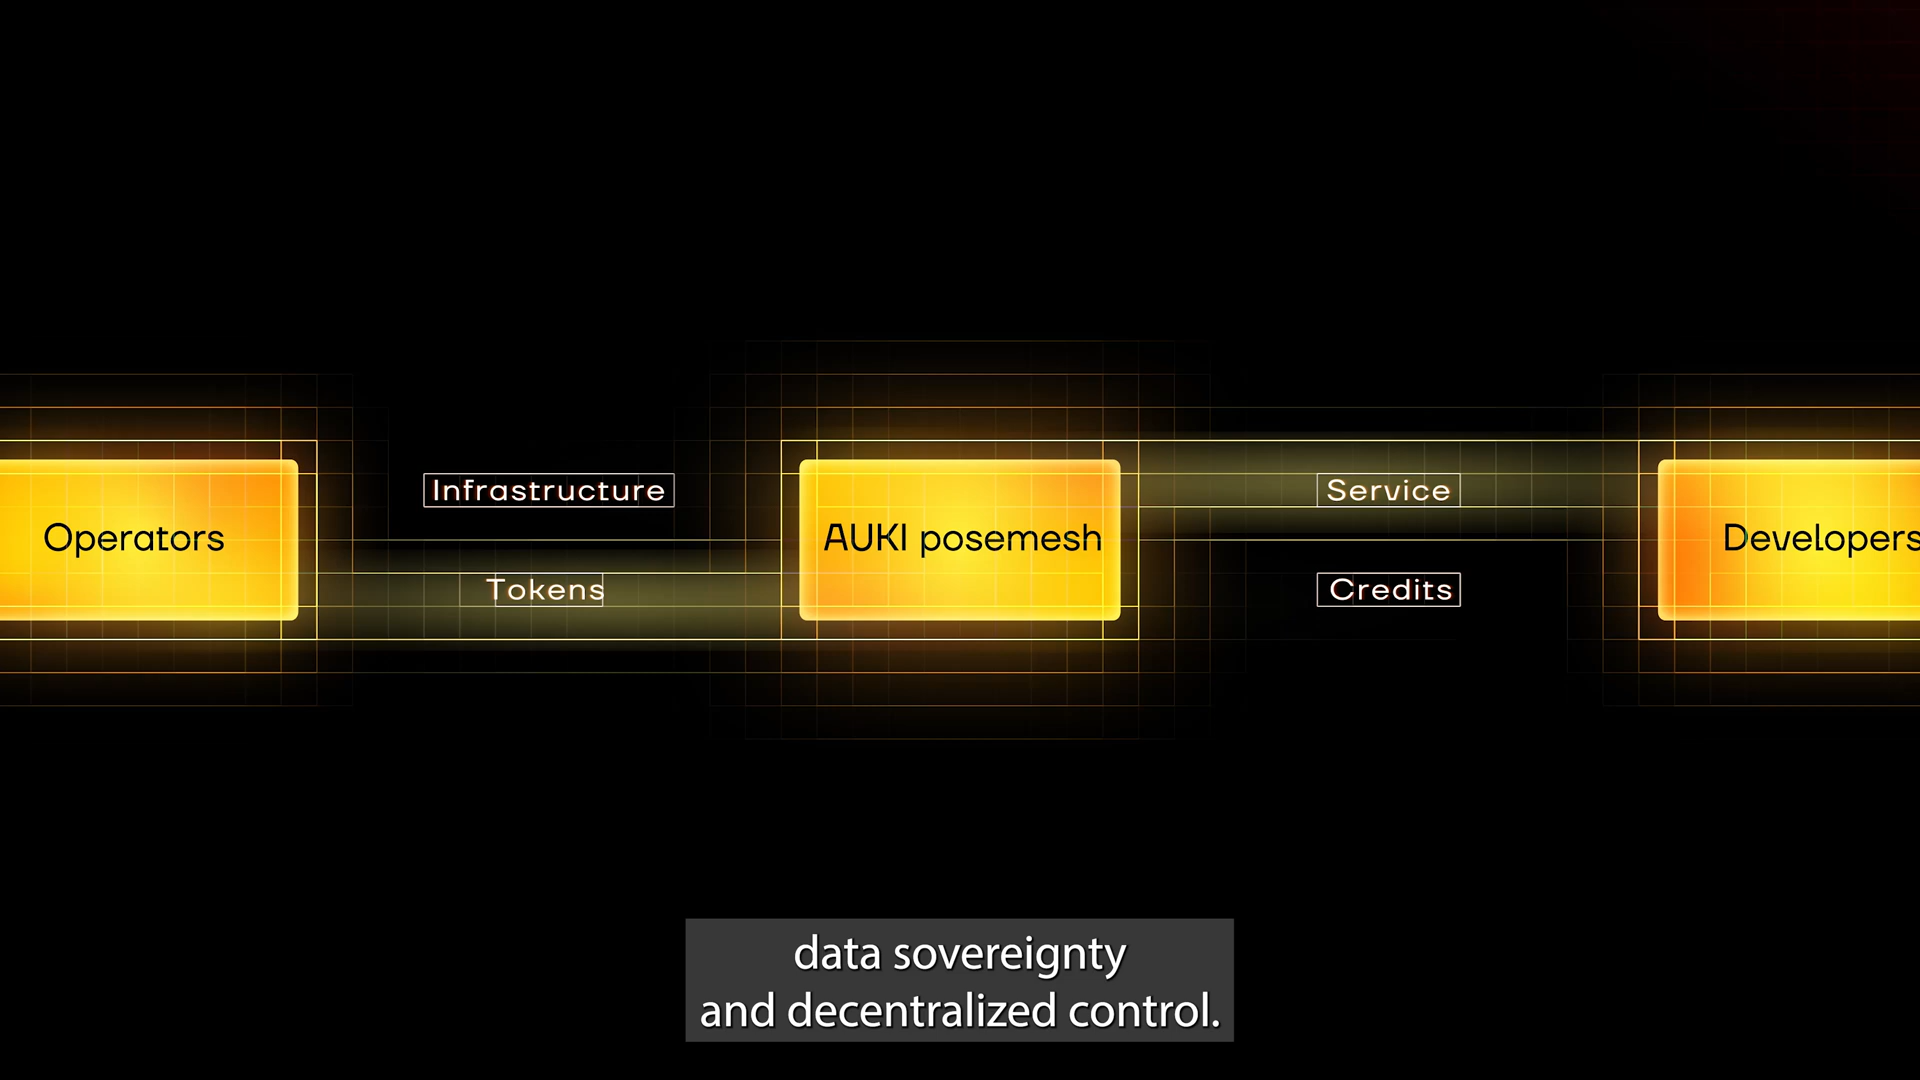 Infrastructure
Service
Operators
AUKI posemesh
Developers
Tokens
Credits
data sovereignty
and decentralized control.